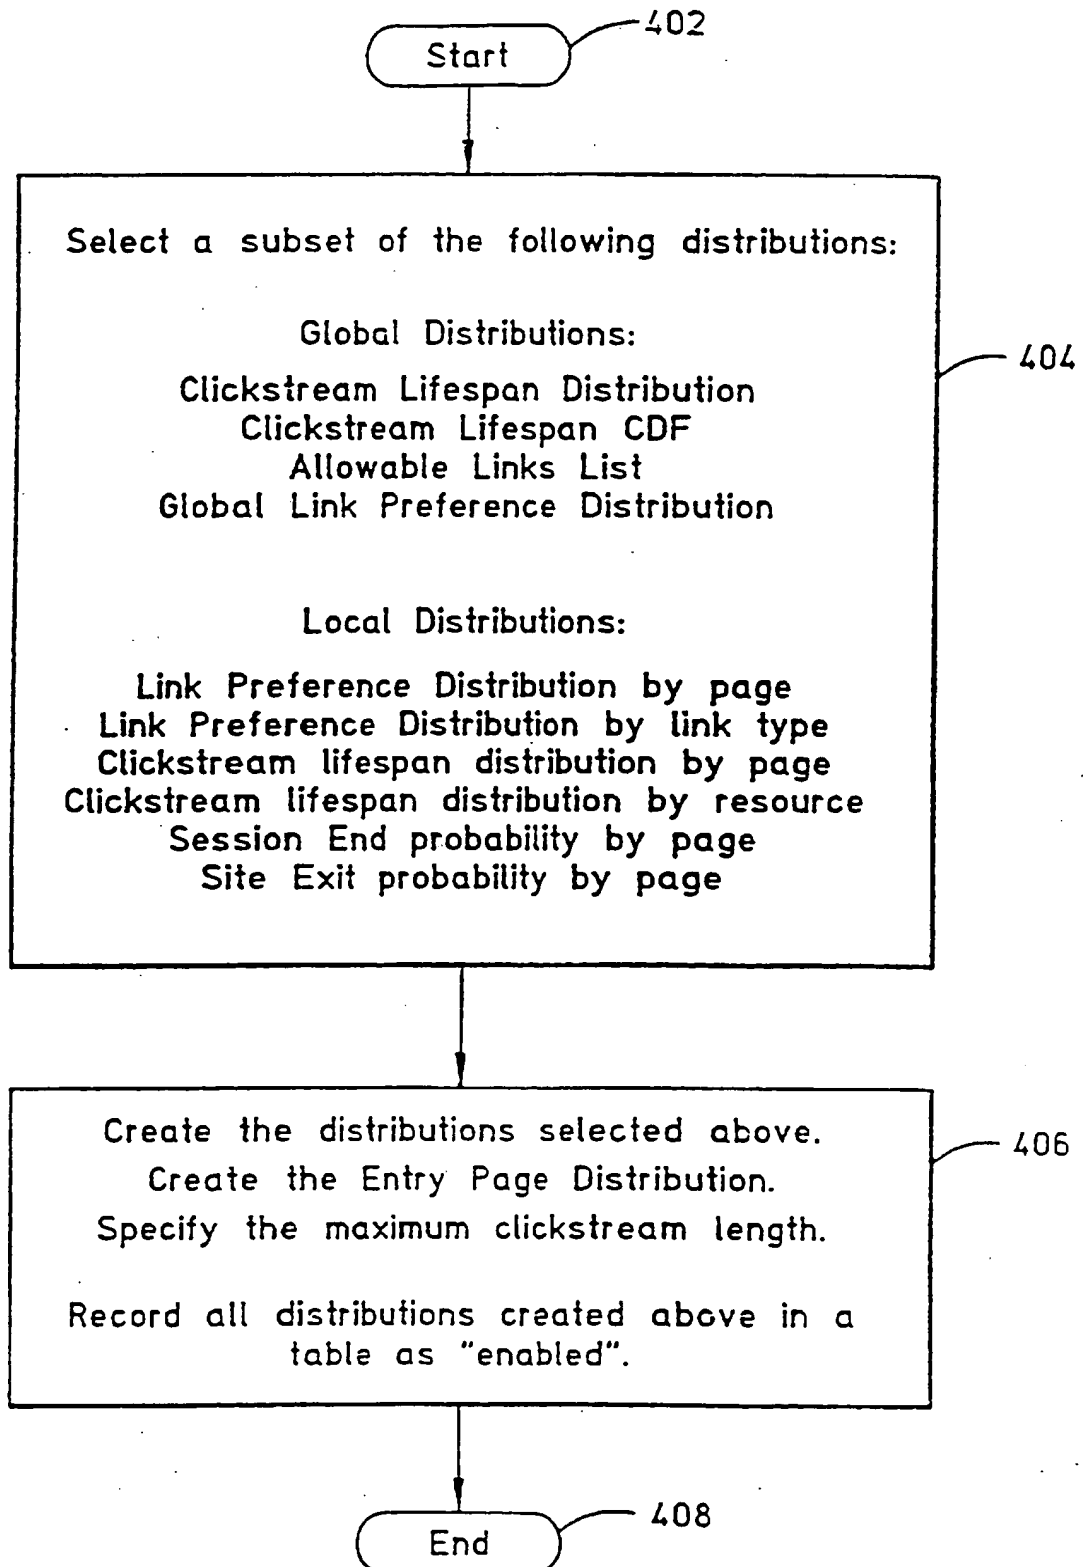 402
Start
Select a subset of the following distributions:
Global Distributions:
404
Clickstream Lifespan Distribution
Clickstream Lifespan CDF
Allowable Links List
Global Link Preference Distribution
Local Distributions:
Link Preference Distribution by page
Link Preference Distribution by link type
Clickstream lifespan distribution by page
Clickstream lifespan distribution by resource
Session End probability by page
Site Exit probability by page
Create the distributions selected above.
406
Create the Entry Page Distribution.
Specify the maximum clickstream length.
Record all distributions created above in a
table as "enabled".
408
End